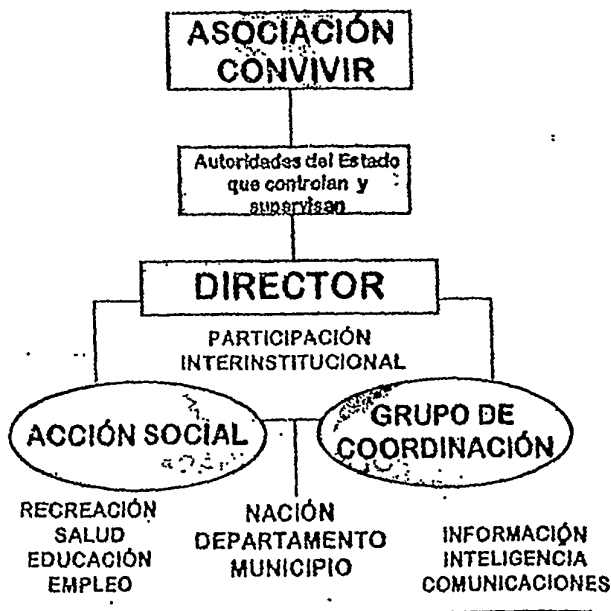 ASOCIACIÓN
CONVIVIR
Autoridades del Estado
que controlan y
supervisan
DIRECTOR
PARTICIPACIÓN
INTERINSTITUCIONAL
ACCIÓN SOCIAL
GRUPO DE
COORDINACIÓN
RECREACIÓN
SALUD
EDUCACIÓN
EMPLEO
NACIÓN
DEPARTAMENTO
MUNICIPIO
INFORMACIÓN
INTELIGENCIA
COMUNICACIONES